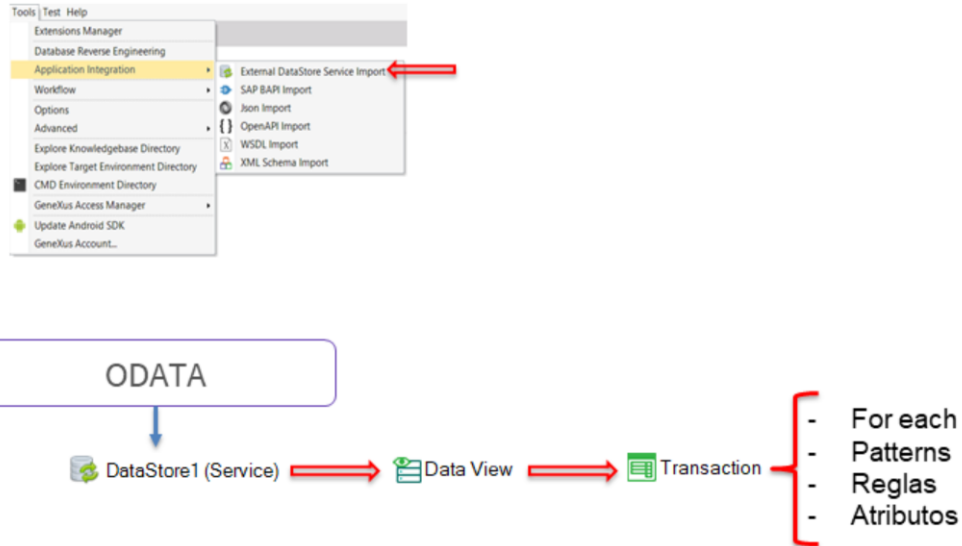 Tools Test Help
Extensions Manager
Database Reverse Engineering
Application Integration
Workflow
Options
Advanced
Explore Knowledgebase Directory
Explore Target Environment Directory
CMD Environment Directory
GeneXus Access Manager
Update Android SDK
GeneXus Account...
External DataStore Service Import
SAP BAPI Import
Json Import
OpenAPI Import
WSDL Import
XML Schema Import
ODATA
DataStore1 (Service)
Data View
Transaction
- For each
- Patterns
- Reglas
- Atributos